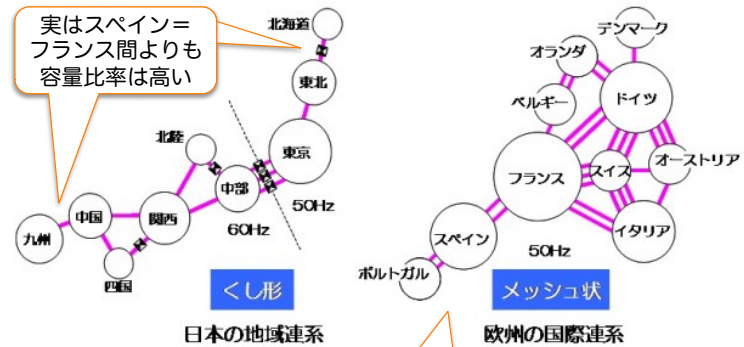 実はスペイン＝
フランス間よりも
容量比率は高い
北海道
東北
北陸
東京
中部
50Hz
60Hz
関西
中国
九州
四国
くし形
日本の地域連系
デンマーク
オランダ
ベルギー
ドイツ
オーストリア
スイス
フランス
イタリア
スペイン
50Hz
ポルトガル
メッシュ状
欧州の国際連系